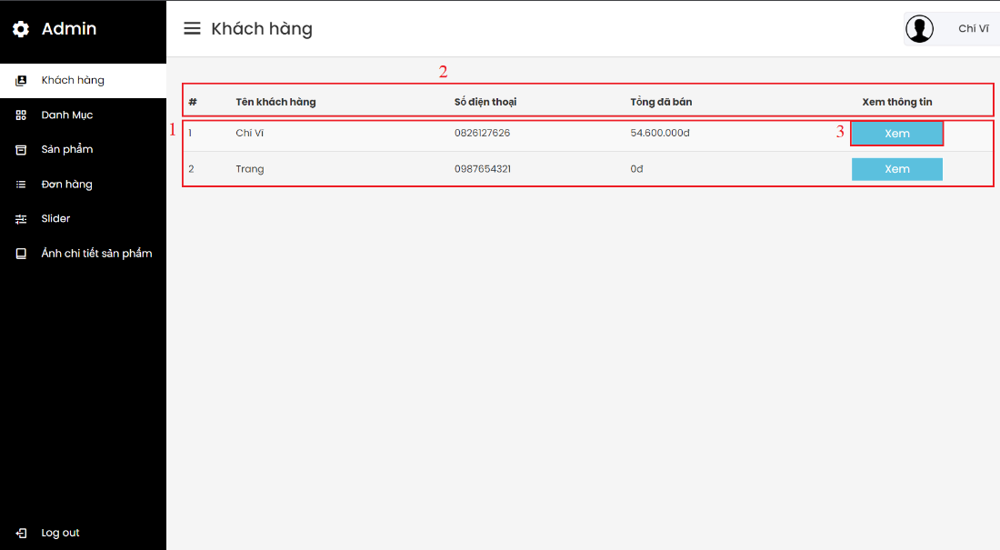 Admin
Khách hàng
Chí Vĩ
Khách hàng
Danh Mục
Sản phẩm
Đơn hàng
Slider
Ảnh chi tiết sản phẩm
Log out
2
# Tên khách hàng Số điện thoại Tổng đã bán Xem thông tin
1
1 Chí Vĩ 0826127626 54.600.000đ 3 Xem
2 Trang 0987654321 0đ Xem